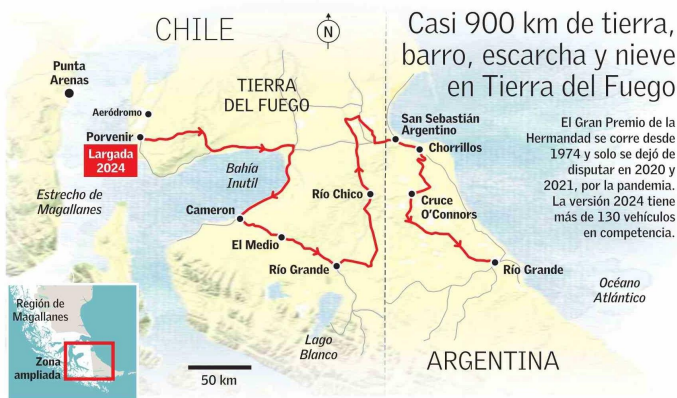 Casi 900 km de tierra,
barro, escarcha y nieve
en Tierra del Fuego
El Gran Premio de la
Hermandad se corre desde
1974 y solo se dejó de
disputar en 2020 y
2021, por la pandemia.
La versión 2024 tiene
más de 130 vehículos
en competencia.
CHILE
N
Punta
Arenas
TIERRA
DEL FUEGO
Aeródromo
Porvenir
Largada
2024
San Sebastián
Argentino
Chorrillos
Bahía
Inutil
Estrecho de
Magallanes
Río Chico
Cruce
O'Connors
Cameron
El Medio
Río Grande
Río Grande
Océano
Atlántico
Región de
Magallanes
Zona
ampliada
Lago
Blanco
50 km
ARGENTINA